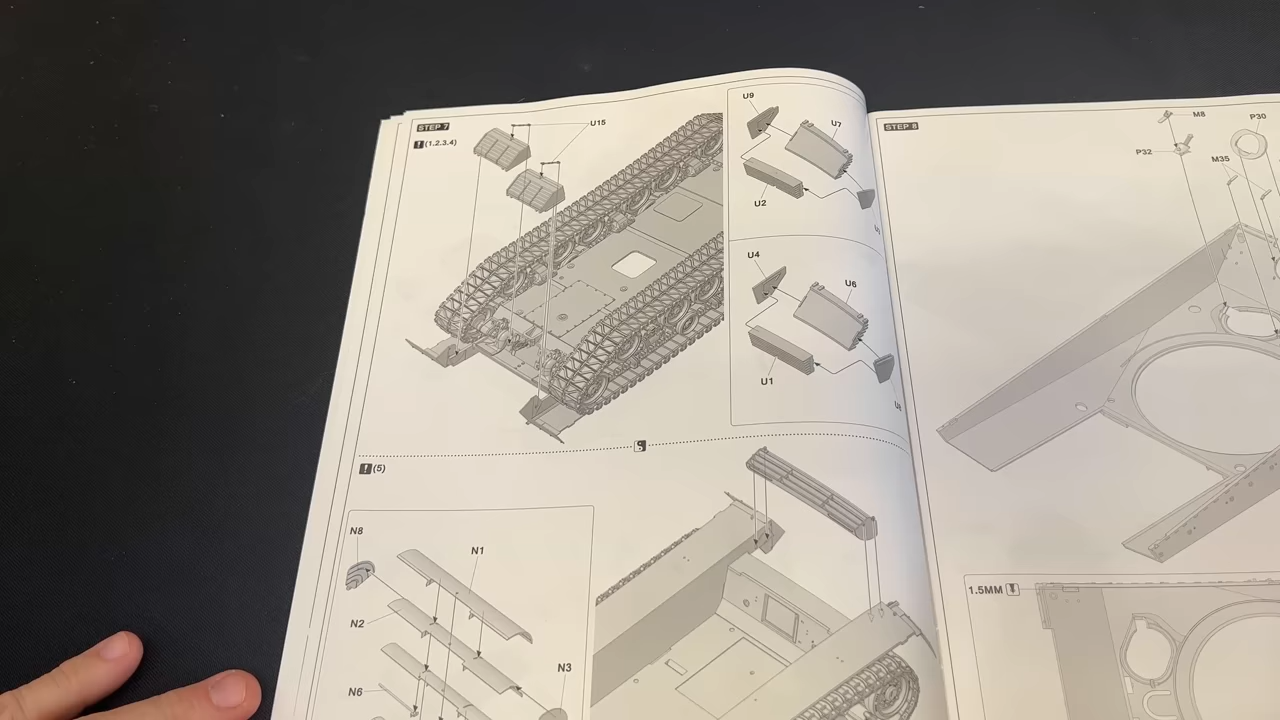 STEP 7
(1.2.3.4)
U15
U9
U7
U2
U4
U6
U1
(5)
N8
N1
N2
N3
N6
STEP 8
M8
P30
P32
M35
1.5MM